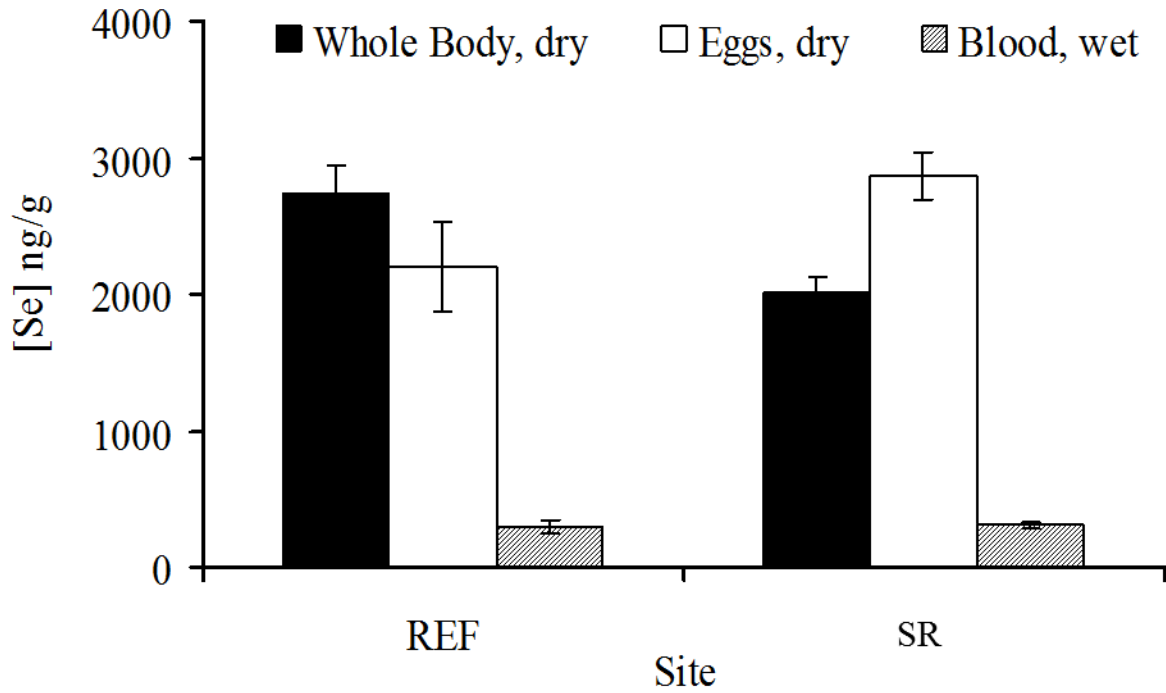 4000
Whole Body, dry
Eggs, dry
Blood, wet
3000
2000
1000
0
[Se] ng/g
REF
SR
Site